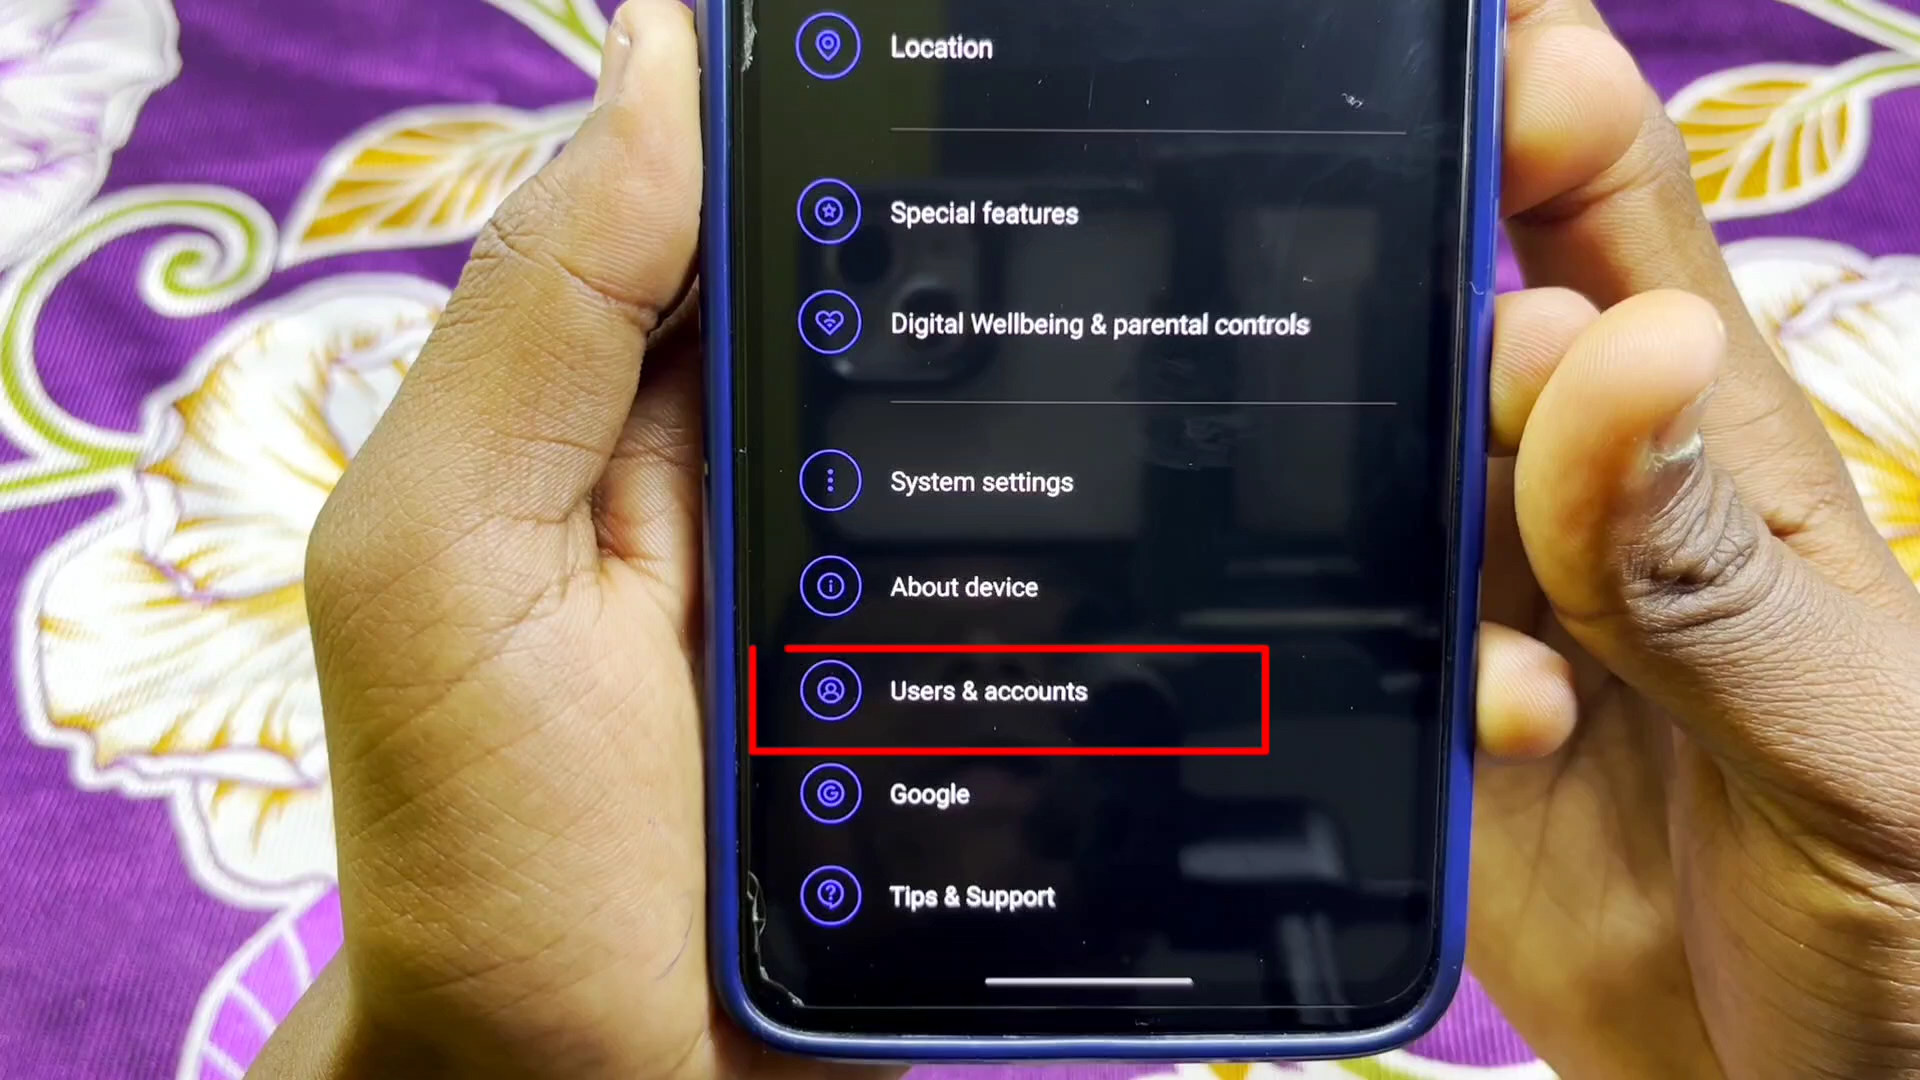 Location
Special features
Digital Wellbeing & parental controls
System settings
About device
Users & accounts
Google
Tips & Support